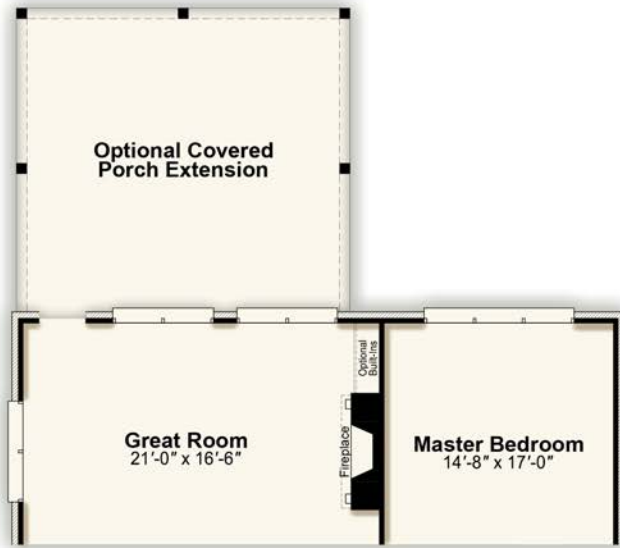 Optional Covered
Porch Extension
Optional
Built-Ins
Great Room
21'-0" x 16'-6"
Fireplace
Master Bedroom
14'-8" x 17'-0"